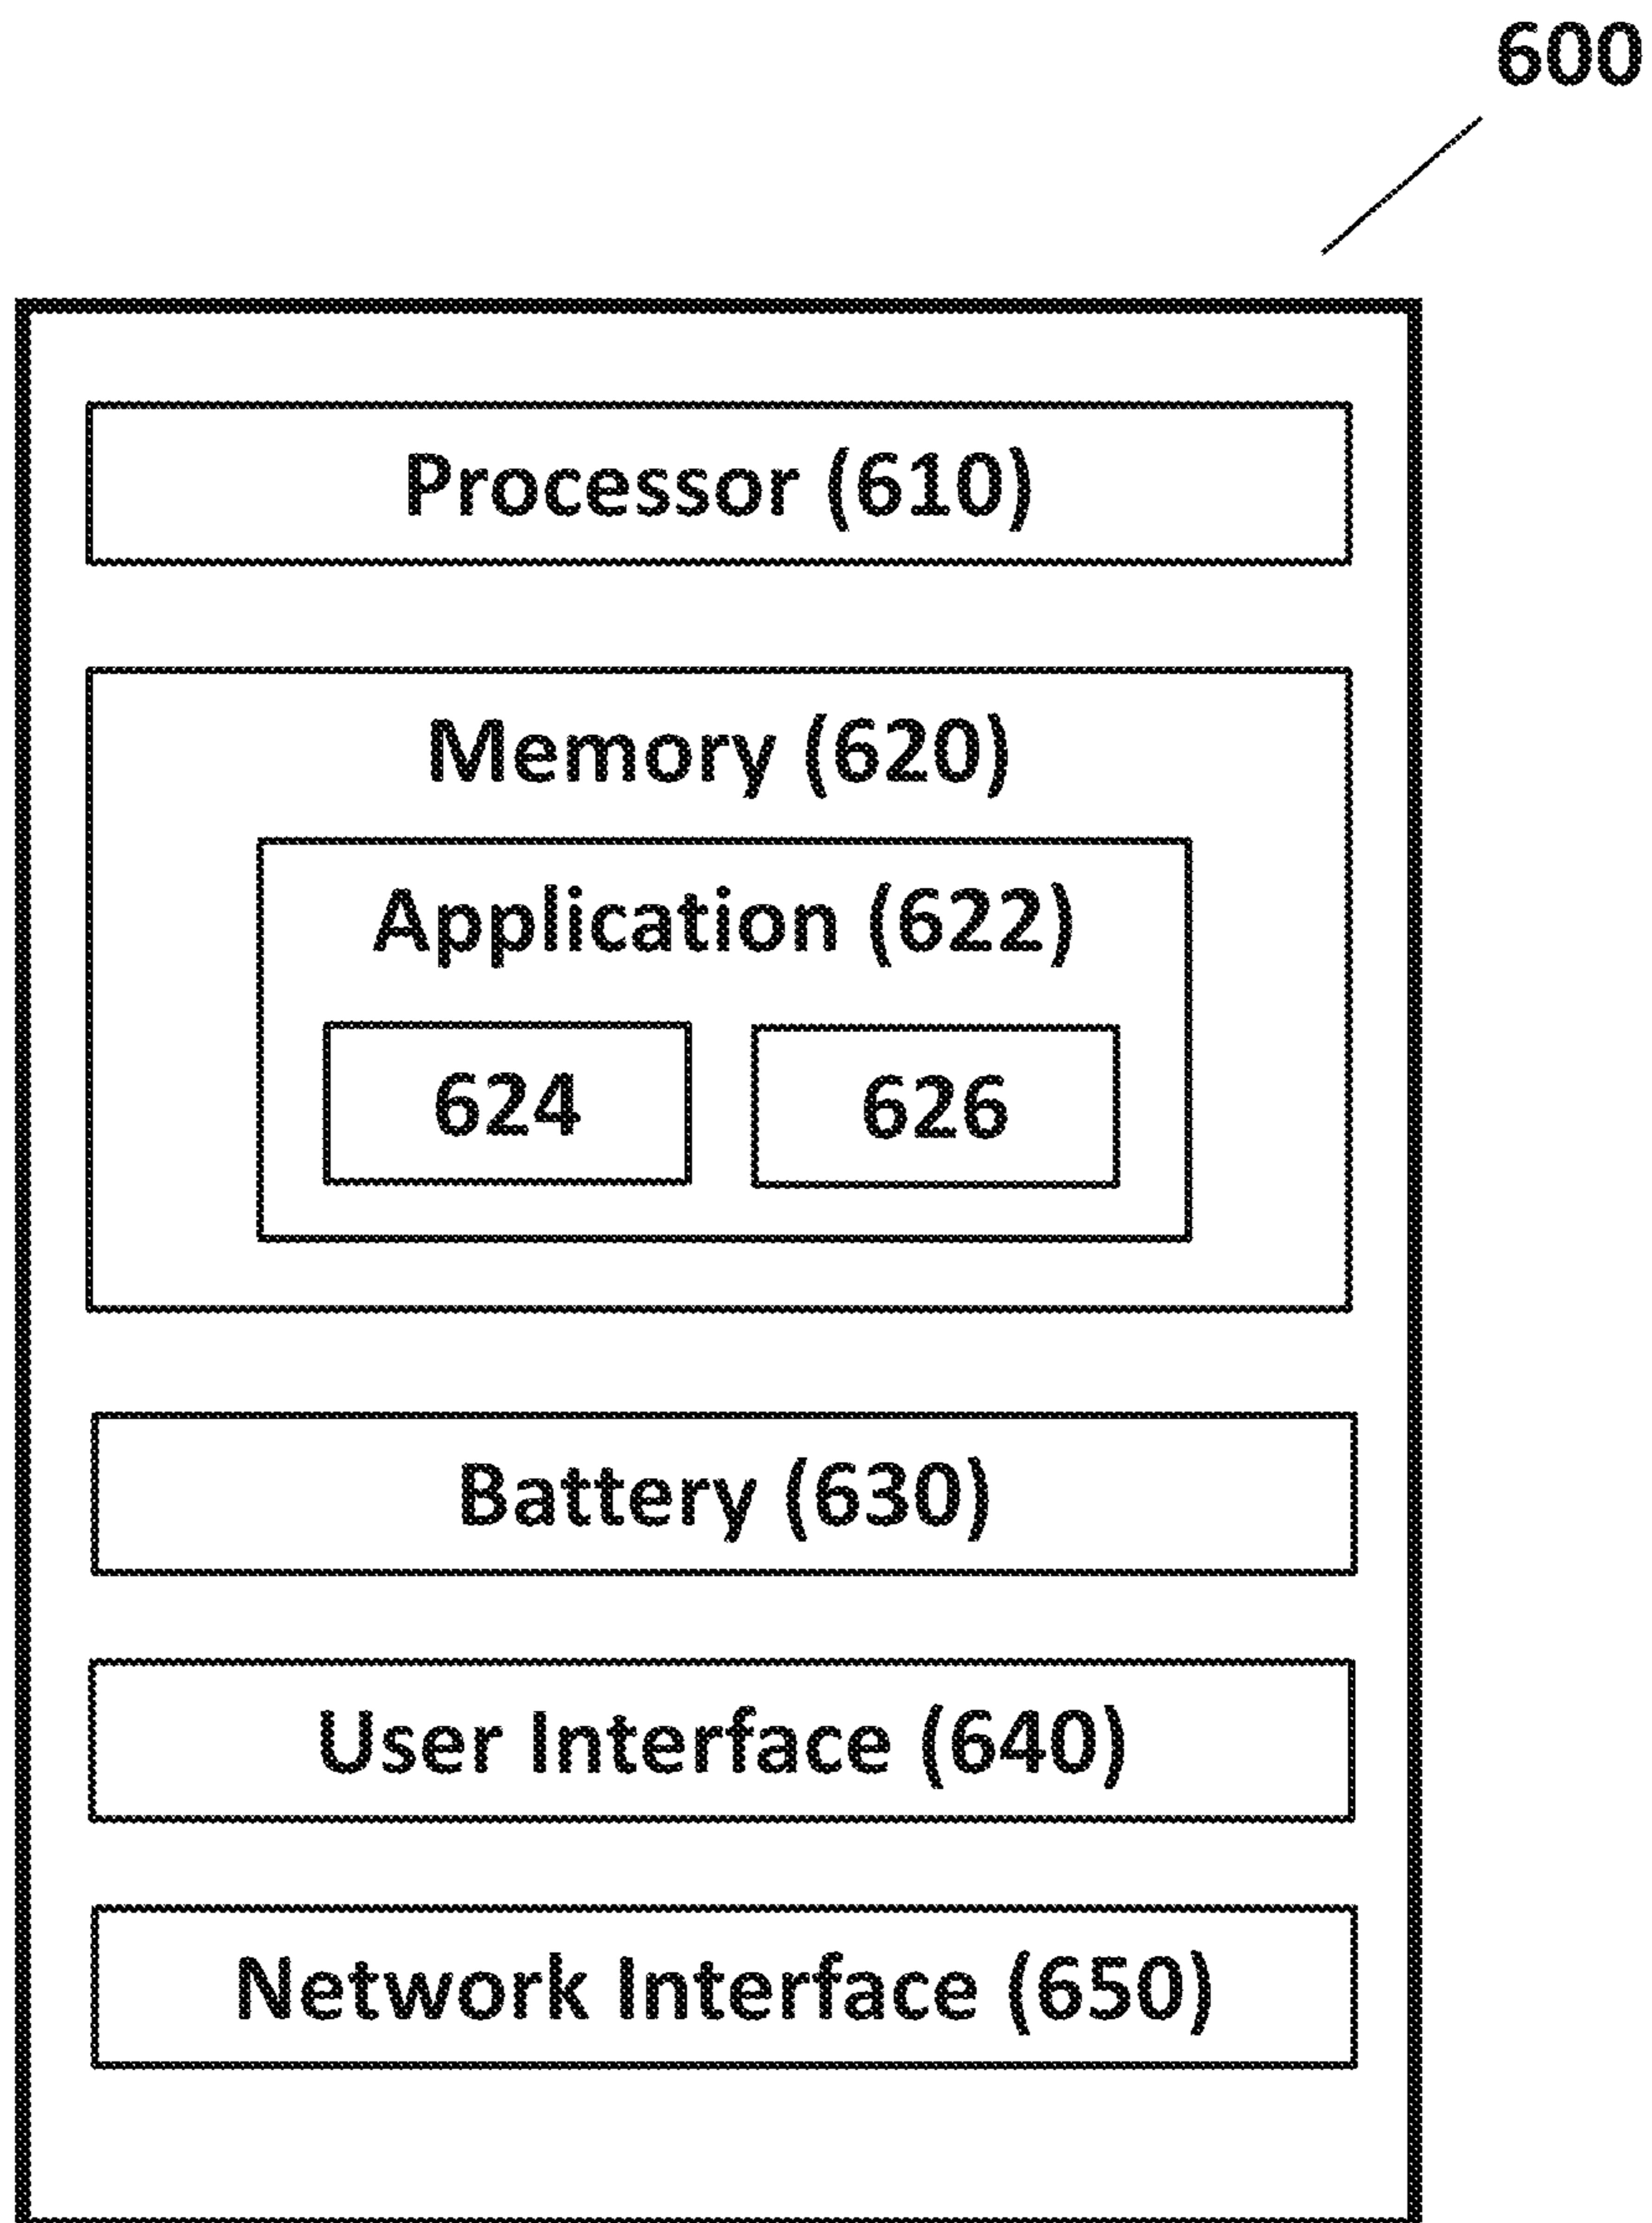 600
Processor (610)
Memory (620)
Application (622)
624 626
Battery (630)
User Interface (640)
Network Interface (650)